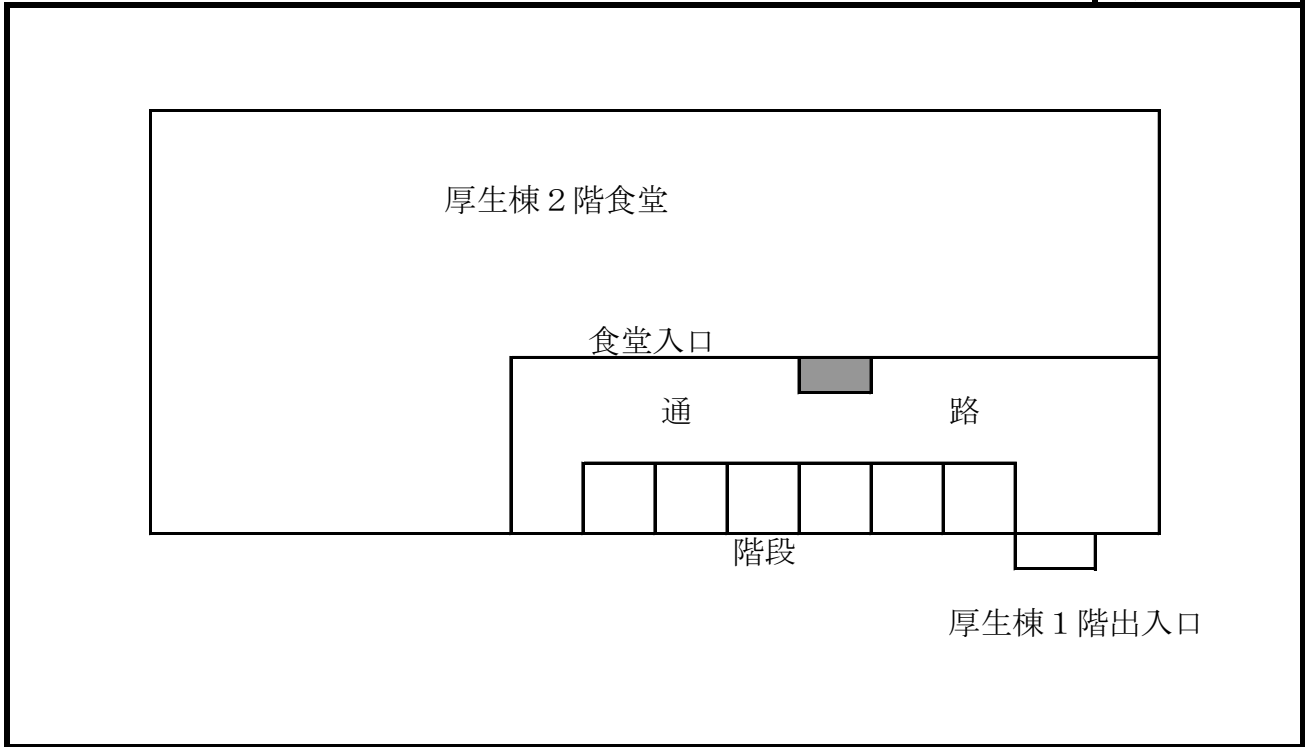 厚生棟２階食堂
食堂入口
通　路
階段
厚生棟１階出入口